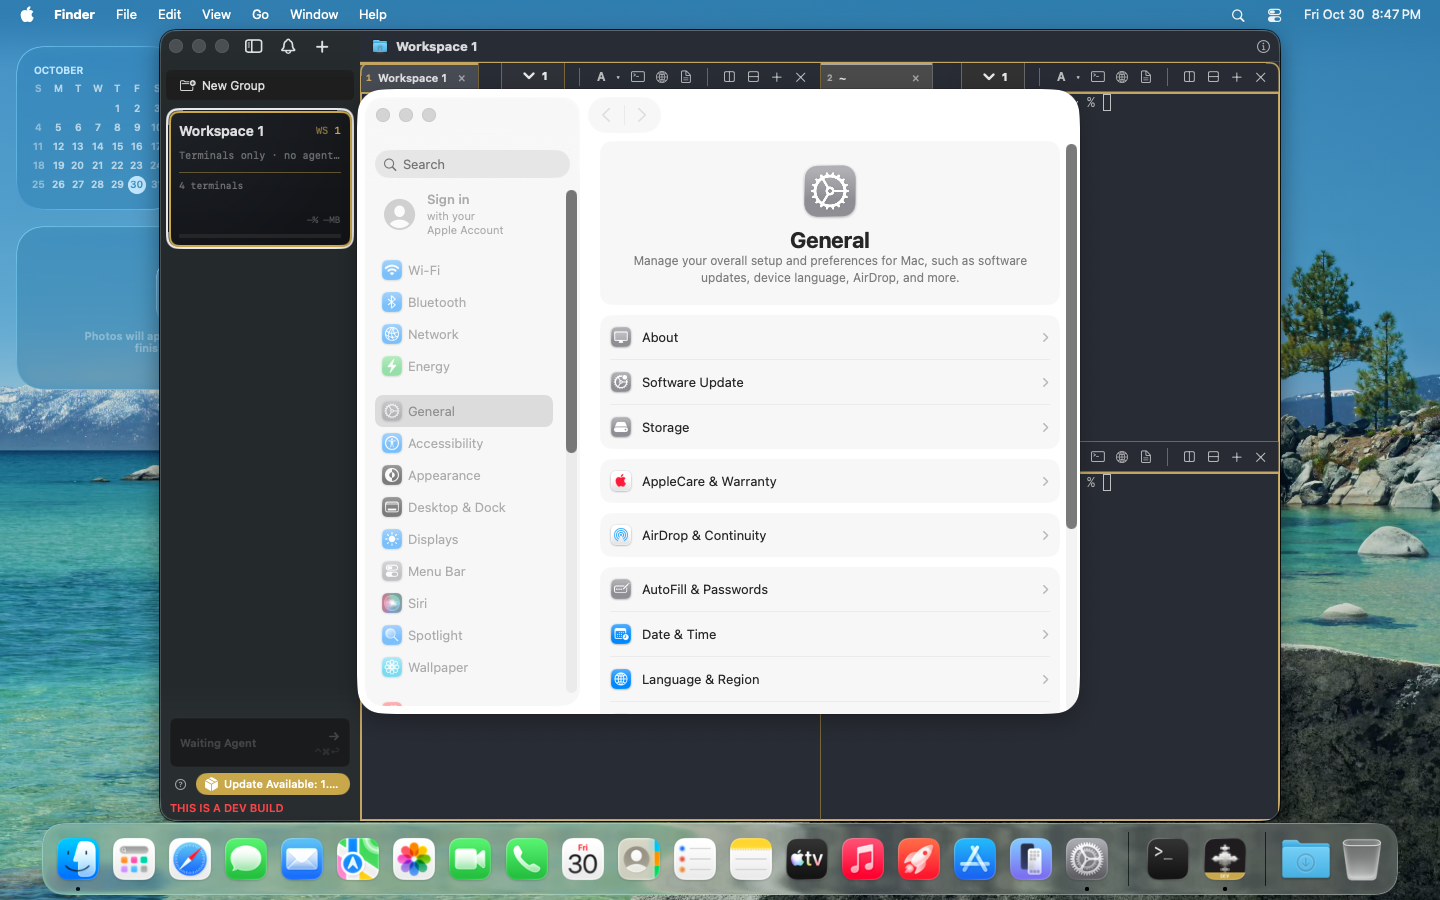 Finder File Edit View Go Window Help
Fri Oct 30 8:47 PM
OCTOBER
S M T W T F S
1 2 3
4 5 6 7 8 9 10
11 12 13 14 15 16
18 19 20 21 22 23
25 26 27 28 29 30
Photos will
Workspace 1
New Group
Workspace 1 WS 1
Terminals only · no agent…
4 terminals
—% —MB
Waiting Agent
^⌘⏎
Update Available: 1....
THIS IS A DEV BUILD
1 Workspace 1 × 1 A
2 ~ × 1 A
%
%
Search
Sign in
with your
Apple Account
Wi-Fi
Bluetooth
Network
Energy
General
Accessibility
Appearance
Desktop & Dock
Displays
Menu Bar
Siri
Spotlight
Wallpaper
General
Manage your overall setup and preferences for Mac, such as software
updates, device language, AirDrop, and more.
About
Software Update
Storage
AppleCare & Warranty
AirDrop & Continuity
AutoFill & Passwords
Date & Time
Language & Region
Fri
30
tv
>_
DEV